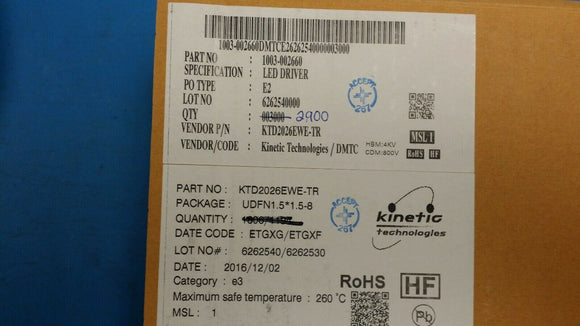 1003-002660DMTCE26262540000003000
PART NO : 1003-002660
SPECIFICATION : LED DRIVER
PO TYPE : E2
LOT NO : 6262540000
QTY : 003000 2900
VENDOR P/N : KTD2026EWE-TR
VENDOR/CODE : Kinetic Technologies / DMTC
ACCEPT
207
HBM:4KV
CDM:800V
MSL-1
RoHS HF
PART NO : KTD2026EWE-TR
PACKAGE : UDFN1.5*1.5-8
QUANTITY :
DATE CODE : ETGXG/ETGXF
LOT NO# : 6262540/6262530
DATE : 2016/12/02
Category : e3
Maximum safe temperature : 260 °C
MSL : 1
ACCEPT
207
kinetic
technologies
RoHS
HF
Pb